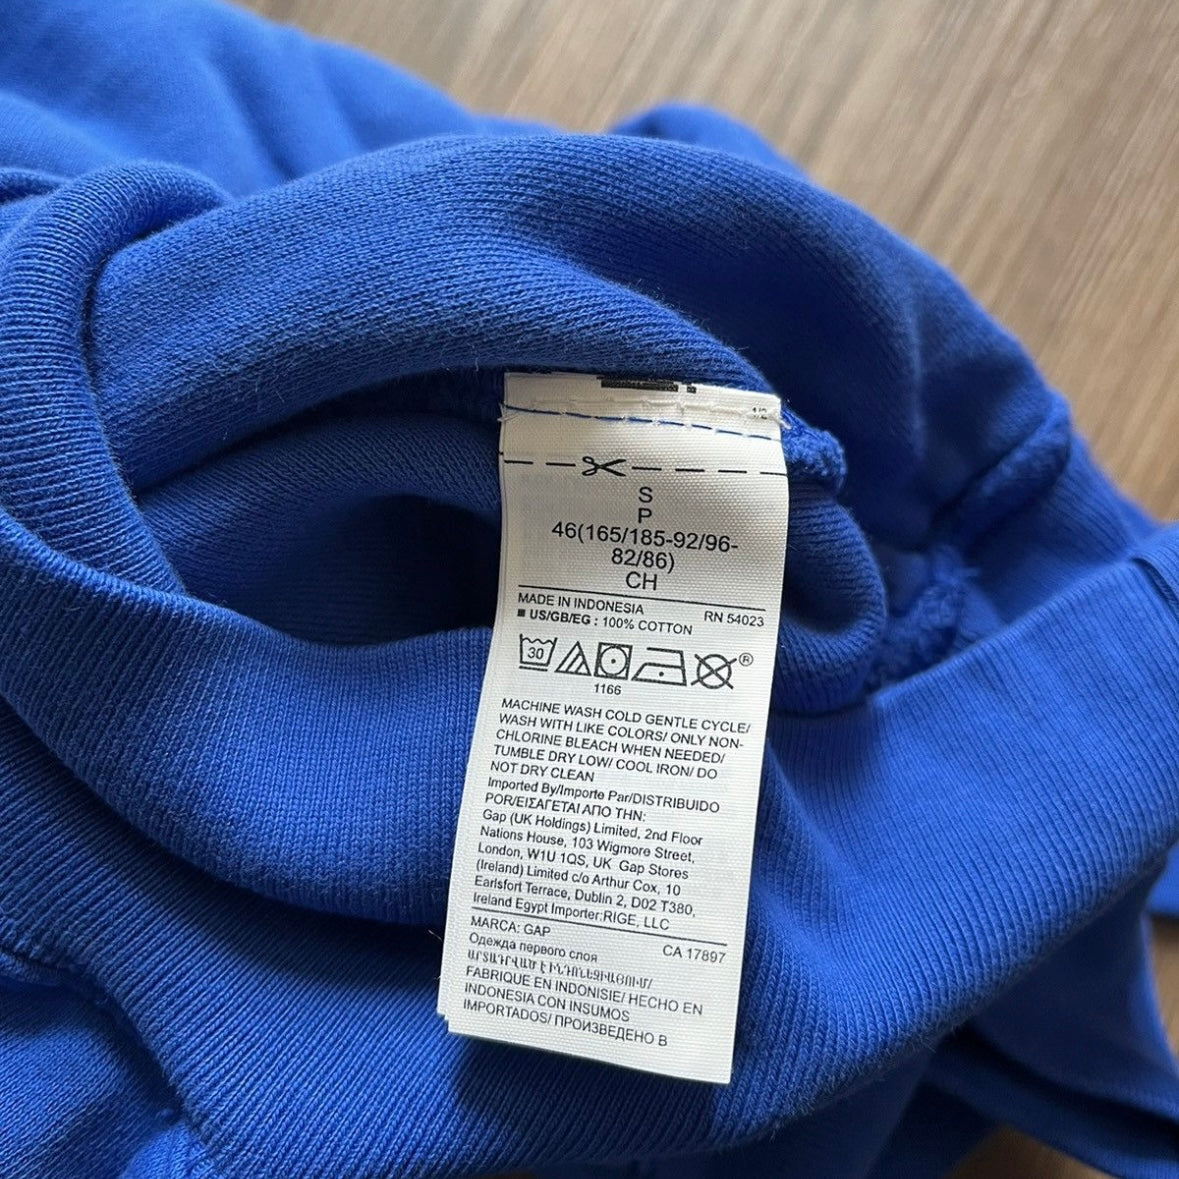 1/2
S
P
46(165/185-92/96-
82/86)
CH
MADE IN INDONESIA RN 54023
US/GB/EG : 100% COTTON
30 ®
1166
MACHINE WASH COLD GENTLE CYCLE/
WASH WITH LIKE COLORS/ ONLY NON-
CHLORINE BLEACH WHEN NEEDED/
TUMBLE DRY LOW/ COOL IRON/ DO
NOT DRY CLEAN
Imported By/Importe Par/DISTRIBUIDO
POR/ΕΙΣΑΓΕΤΑΙ ΑΠΟ ΤΗΝ:
Gap (UK Holdings) Limited, 2nd Floor
Nations House, 103 Wigmore Street,
London, W1U 1QS, UK Gap Stores
(Ireland) Limited c/o Arthur Cox, 10
Earlsfort Terrace, Dublin 2, D02 T380,
Ireland Egypt Importer:RIGE, LLC
MARCA: GAP CA 17897
Одежда первого слоя
FABRIQUE EN INDONISIE/ HECHO EN
INDONESIA CON INSUMOS
IMPORTADOS/ ПРОИЗВЕДЕНО В